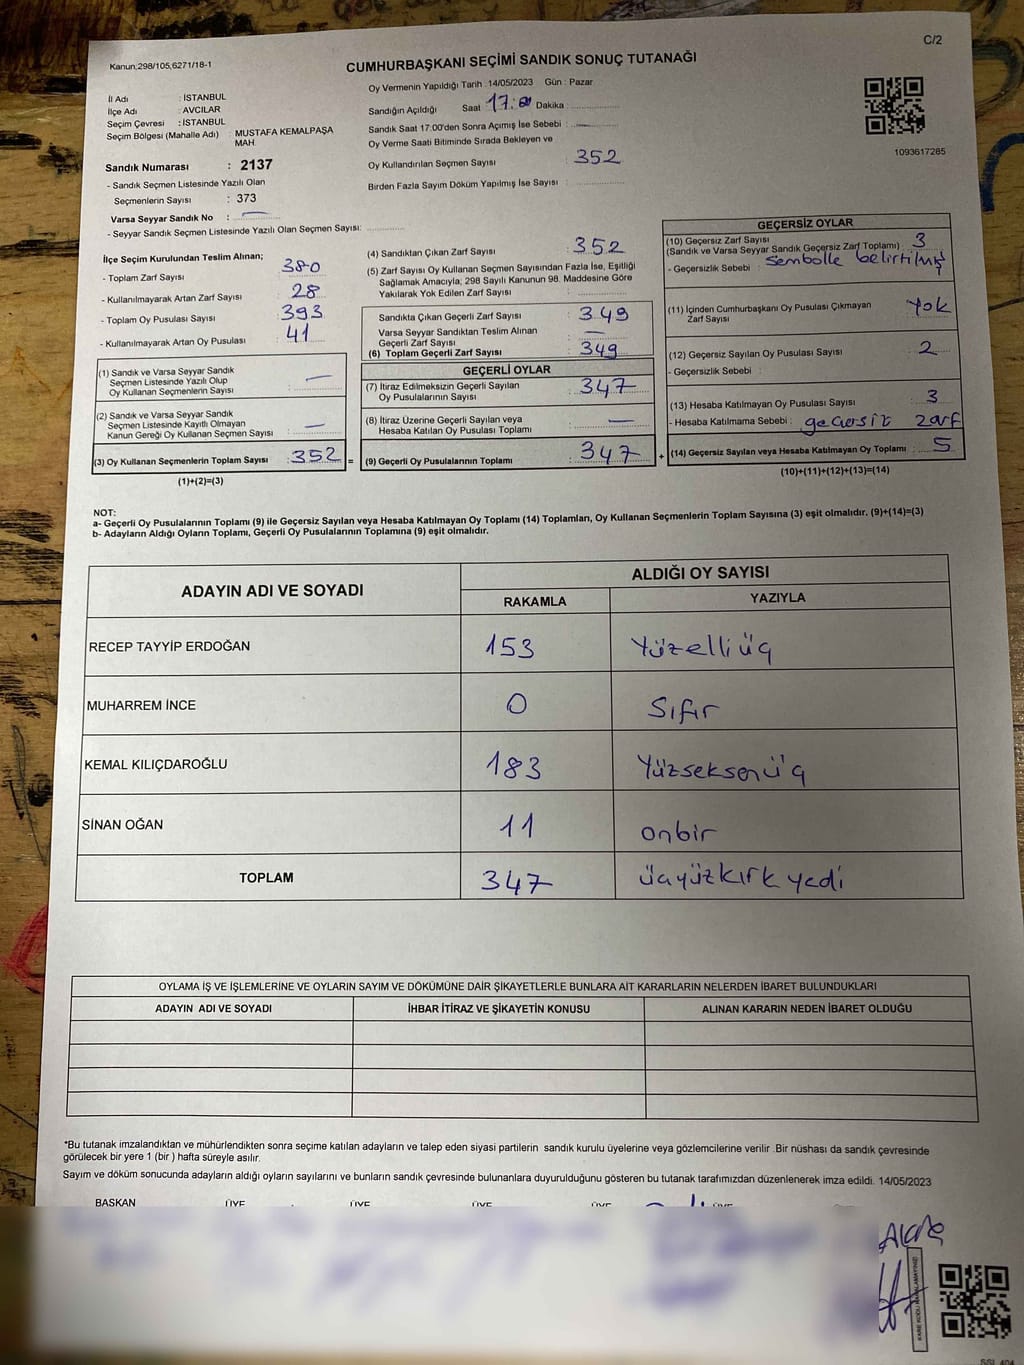 C/2
Kanun:298/105,6271/18-1
CUMHURBAŞKANI SEÇİMİ SANDIK SONUÇ TUTANAĞI
İl Adı : İSTANBUL
İlçe Adı : AVCILAR
Seçim Çevresi : İSTANBUL
Seçim Bölgesi (Mahalle Adı) : MUSTAFA KEMALPAŞA MAH.
Sandık Numarası : 2137
- Sandık Seçmen Listesinde Yazılı Olan
Seçmenlerin Sayısı : 373
Varsa Seyyar Sandık No : —
- Seyyar Sandık Seçmen Listesinde Yazılı Olan Seçmen Sayısı:
Oy Vermenin Yapıldığı Tarih :14/05/2023 Gün : Pazar
Sandığın Açıldığı Saat 17:00 Dakika :
Sandık Saat 17:00'den Sonra Açılmış İse Sebebi : —
Oy Verme Saati Bitiminde Sırada Bekleyen ve
Oy Kullandırılan Seçmen Sayısı : 352
Birden Fazla Sayım Döküm Yapılmış İse Sayısı :
1093617285
İlçe Seçim Kurulundan Teslim Alınan;
- Toplam Zarf Sayısı : 380
- Kullanılmayarak Artan Zarf Sayısı : 28
- Toplam Oy Pusulası Sayısı : 393
- Kullanılmayarak Artan Oy Pusulası : 41
(1) Sandık ve Varsa Seyyar Sandık
Seçmen Listesinde Yazılı Olup
Oy Kullanan Seçmenlerin Sayısı : —
(2) Sandık ve Varsa Seyyar Sandık
Seçmen Listesinde Kayıtlı Olmayan
Kanun Gereği Oy Kullanan Seçmen Sayısı : —
(3) Oy Kullanan Seçmenlerin Toplam Sayısı : 352 =
(1)+(2)=(3)
(4) Sandıktan Çıkan Zarf Sayısı : 352
(5) Zarf Sayısı Oy Kullanan Seçmen Sayısından Fazla İse, Eşitliği
Sağlamak Amacıyla; 298 Sayılı Kanunun 98. Maddesine Göre
Yakılarak Yok Edilen Zarf Sayısı :
Sandıkta Çıkan Geçerli Zarf Sayısı : 349
Varsa Seyyar Sandıktan Teslim Alınan
Geçerli Zarf Sayısı : —
(6) Toplam Geçerli Zarf Sayısı : 349
GEÇERLİ OYLAR
(7) İtiraz Edilmeksizin Geçerli Sayılan
Oy Pusulalarının Sayısı : 347
(8) İtiraz Üzerine Geçerli Sayılan veya
Hesaba Katılan Oy Pusulası Toplamı : —
(9) Geçerli Oy Pusulalarının Toplamı : 347 +
GEÇERSİZ OYLAR
(10) Geçersiz Zarf Sayısı : 3
(Sandık ve Varsa Seyyar Sandık Geçersiz Zarf Toplamı)
- Geçersizlik Sebebi : Sembolle belirtilmiş
(11) İçinden Cumhurbaşkanı Oy Pusulası Çıkmayan
Zarf Sayısı : Yok
(12) Geçersiz Sayılan Oy Pusulası Sayısı : 2
- Geçersizlik Sebebi :
(13) Hesaba Katılmayan Oy Pusulası Sayısı : 3
- Hesaba Katılmama Sebebi : geçersiz zarf
(14) Geçersiz Sayılan veya Hesaba Katılmayan Oy Toplamı : 5
(10)+(11)+(12)+(13)=(14)
NOT:
a- Geçerli Oy Pusulalarının Toplamı (9) ile Geçersiz Sayılan veya Hesaba Katılmayan Oy Toplamı (14) Toplamları, Oy Kullanan Seçmenlerin Toplam Sayısına (3) eşit olmalıdır. (9)+(14)=(3)
b- Adayların Aldığı Oyların Toplamı, Geçerli Oy Pusulalarının Toplamına (9) eşit olmalıdır.
ADAYIN ADI VE SOYADI
ALDIĞI OY SAYISI
RAKAMLA YAZIYLA
RECEP TAYYİP ERDOĞAN 153 Yüzelliüç
MUHARREM İNCE 0 Sıfır
KEMAL KILIÇDAROĞLU 183 Yüzseksenüç
SİNAN OĞAN 11 onbir
TOPLAM 347 üçyüzkırkyedi
OYLAMA İŞ VE İŞLEMLERİNE VE OYLARIN SAYIM VE DÖKÜMÜNE DAİR ŞİKAYETLERLE BUNLARA AİT KARARLARIN NELERDEN İBARET BULUNDUKLARI
ADAYIN ADI VE SOYADI İHBAR İTİRAZ VE ŞİKAYETİN KONUSU ALINAN KARARIN NEDEN İBARET OLDUĞU
*Bu tutanak imzalandıktan ve mühürlendikten sonra seçime katılan adayların ve talep eden siyasi partilerin sandık kurulu üyelerine veya gözlemcilerine verilir .Bir nüshası da sandık çevresinde
görülecek bir yere 1 (bir ) hafta süreyle asılır.
Sayım ve döküm sonucunda adayların aldığı oyların sayılarını ve bunların sandık çevresinde bulunanlara duyurulduğunu gösteren bu tutanak tarafımızdan düzenlenerek imza edildi. 14/05/2023
BAŞKAN ÜYE ÜYE ÜYE ÜYE ÜYE